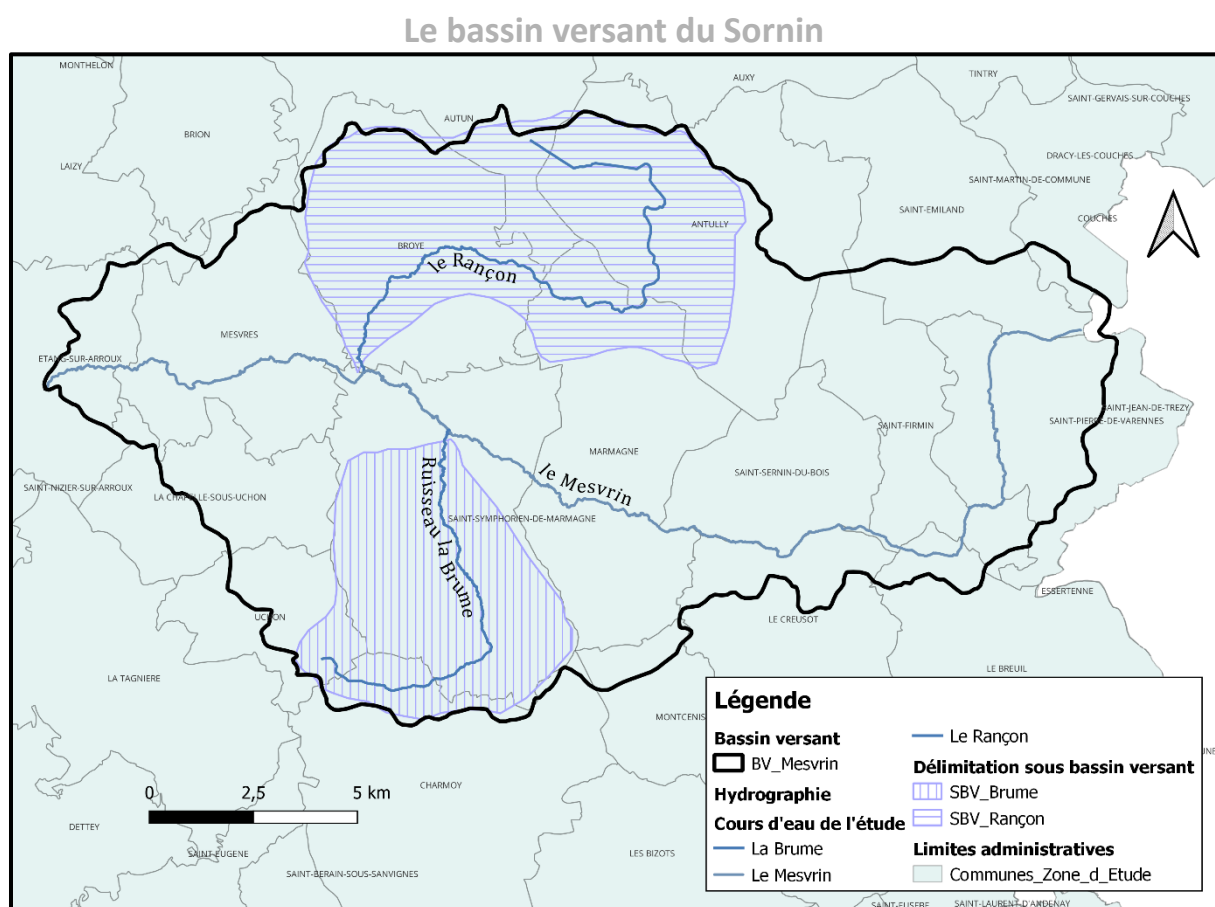 Le bassin versant du Sornin
MONTHELON
AUTUN
AUXY
TINTRY
SAINT-GERVAIS-SUR-COUCHES
BRION
LAIZY
DRACY-LES-COUCHES
SAINT-MARTIN-DE-COMMUNE
SAINT-EMILAND
COUCHES
ANTULLY
BROYE
le Rançon
MESVRES
ETANG-SUR-ARROUX
SAINT-JEAN-DE-TREZY
SAINT-PIERRE-DE-VARENNES
SAINT-FIRMIN
MARMAGNE
SAINT-SERNIN-DU-BOIS
le Mesvrin
SAINT-NIZIER-SUR-ARROUX
LA CHAPELLE-SOUS-UCHON
SAINT-SYMPHORIEN-DE-MARMAGNE
Ruisseau la Brume
UCHON
ESSERTENNE
LE CREUSOT
LE BREUIL
LA TAGNIERE
MONTCENIS
CHARMOY
DETTEY
SAINT-EUGENE
SAINT-BERAIN-SOUS-SANVIGNES
LES BIZOTS
SAINT-EUSEBE
SAINT-LAURENT-D'ANDENAY
0 2,5 5 km
Légende
Bassin versant
BV_Mesvrin
Hydrographie
Cours d'eau de l'étude
La Brume
Le Mesvrin
Le Rançon
Délimitation sous bassin versant
SBV_Brume
SBV_Rançon
Limites administratives
Communes_Zone_d_Etude